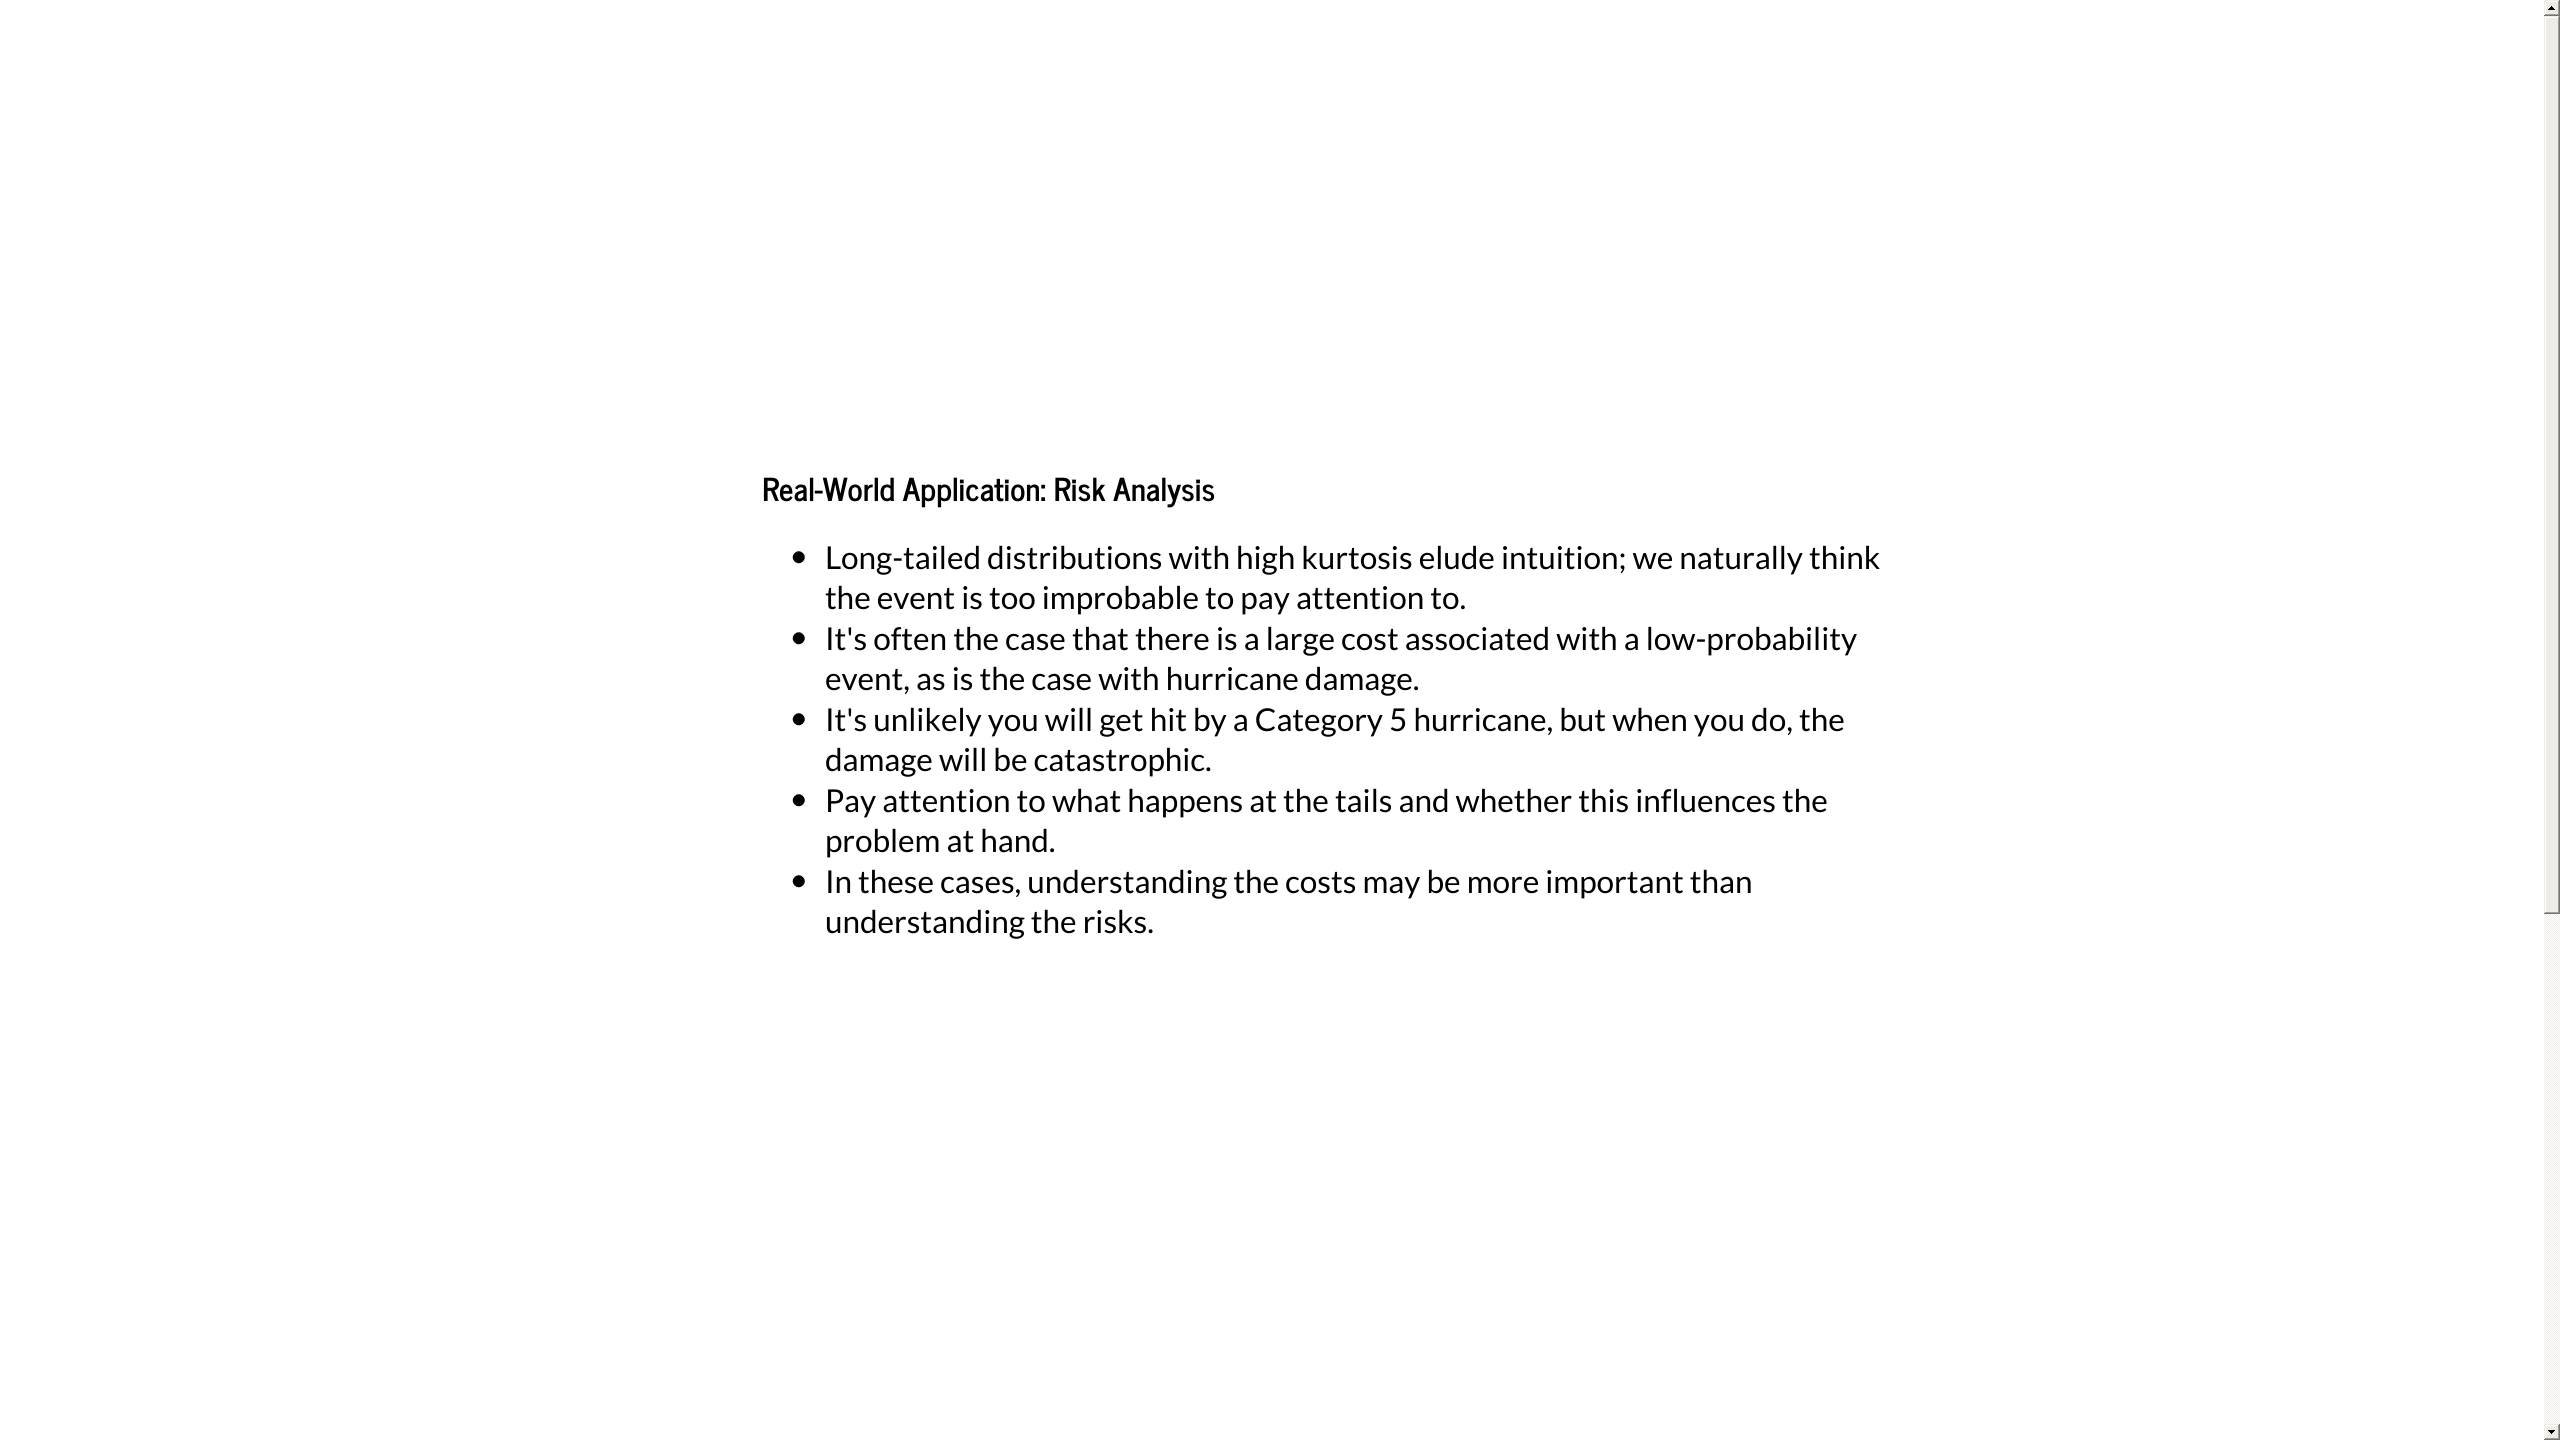 Real-World Application: Risk Analysis
Long-tailed distributions with high kurtosis elude intuition; we naturally think
the event is too improbable to pay attention to.
It's often the case that there is a large cost associated with a low-probability
event, as is the case with hurricane damage.
It's unlikely you will get hit by a Category 5 hurricane, but when you do, the
damage will be catastrophic.
Pay attention to what happens at the tails and whether this influences the
problem at hand.
In these cases, understanding the costs may be more important than
understanding the risks.